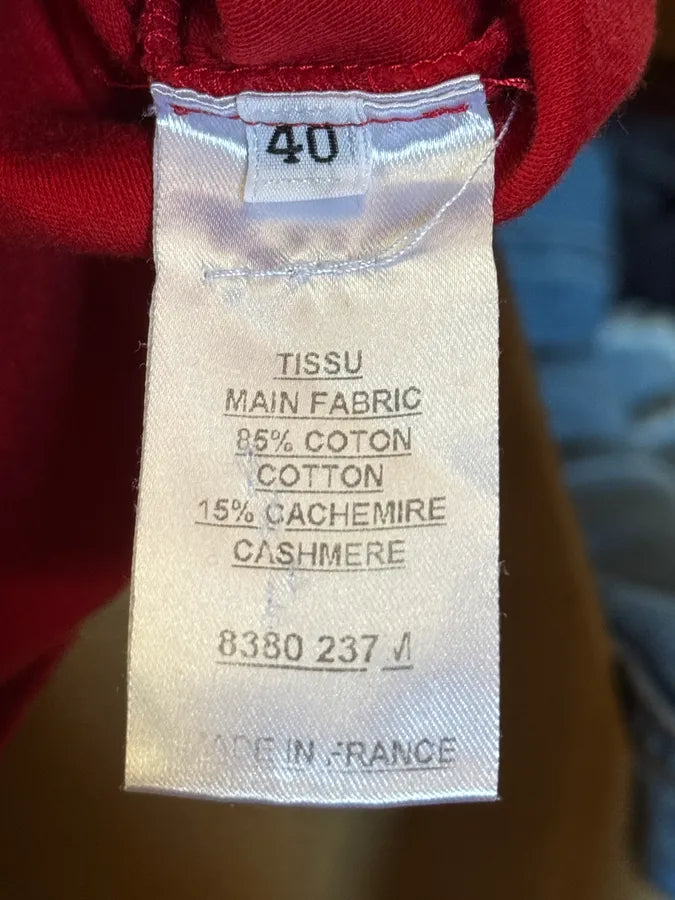 40
TISSU
MAIN FABRIC
85% COTON
COTTON
15% CACHEMIRE
CASHMERE
8380 237
MADE IN FRANCE